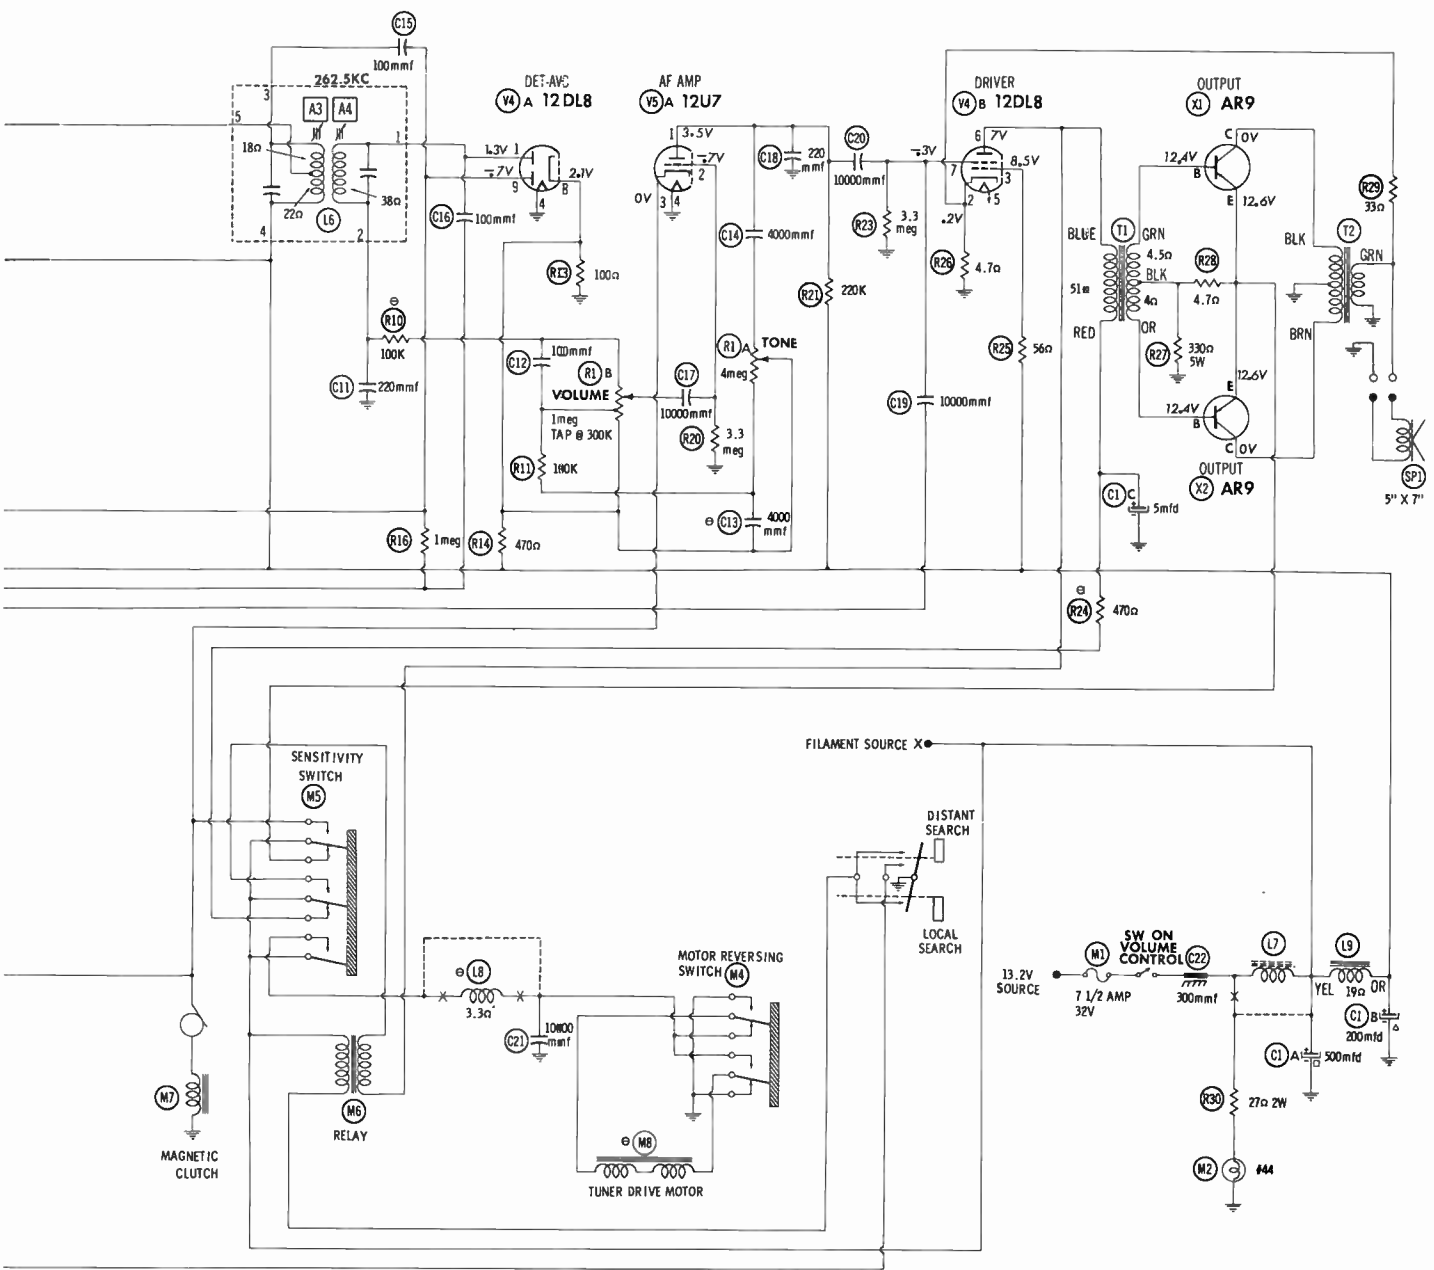 C15
100mmf
262.5KC
A3 A4
3
5
1
18Ω
22Ω
38Ω
L6
4
2
C16 100mmf
DET-AVC
V4 A 12DL8
1.3V 1
-.7V
9
2.1V
8
4
R13 100Ω
R10
100K
C11 220mmf
C12
R1 B
VOLUME
1meg
TAP @ 300K
R11
R16 1meg
R14 470Ω
AF AMP
V5 A 12U7
1 3.5V
-.7V
2
0V
3 4
C14 4000mmf
C18 220 mmf
R21 220K
R1 A TONE
4meg
C17
10000mmf
R20 3.3 meg
C13 4000 mmf
C20
10000mmf
R23 3.3 meg
C19 10000mmf
DRIVER
V4 B 12DL8
6 7V
-.3V
7
8.5V
3
2
5
.2V
R26 4.7Ω
R25 56Ω
BLUE
T1
GRN
4.5Ω
BLK
4Ω
OR
RED
R28
4.7Ω
R27 330Ω
5W
OUTPUT
X1 AR9
C 0V
12.4V
B
E 12.6V
12.6V
E
12.4V
B
C 0V
OUTPUT
X2 AR9
R29
33Ω
BLK
T2
GRN
BRN
SP1
5" X 7"
C1 C
5mfd
R24 470Ω
SENSITIVITY
SWITCH
M5
FILAMENT SOURCE X
DISTANT
SEARCH
LOCAL
SEARCH
L8
3.3Ω
C21
MOTOR REVERSING
SWITCH M4
M7
MAGNETIC
CLUTCH
M6
RELAY
M8
TUNER DRIVE MOTOR
13.2V
SOURCE
M1
7 1/2 AMP
32V
SW ON
VOLUME
CONTROL
C22
300mmf
L7
L9
YEL 19Ω OR
C1 B
200mfd
C1 A 500mfd
R30 27Ω 2W
M2 #44